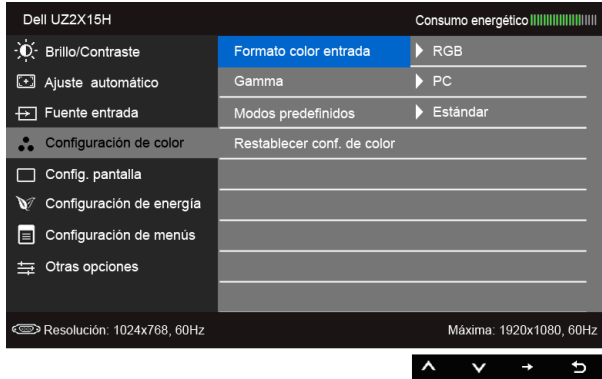 Dell UZ2X15H
Consumo energético
Brillo/Contraste
Formato color entrada
RGB
Ajuste automático
Gamma
PC
Fuente entrada
Modos predefinidos
Estándar
Configuración de color
Restablecer conf. de color
Config. pantalla
Configuración de energía
Configuración de menús
Otras opciones
Resolución: 1024x768, 60Hz
Máxima: 1920x1080, 60Hz